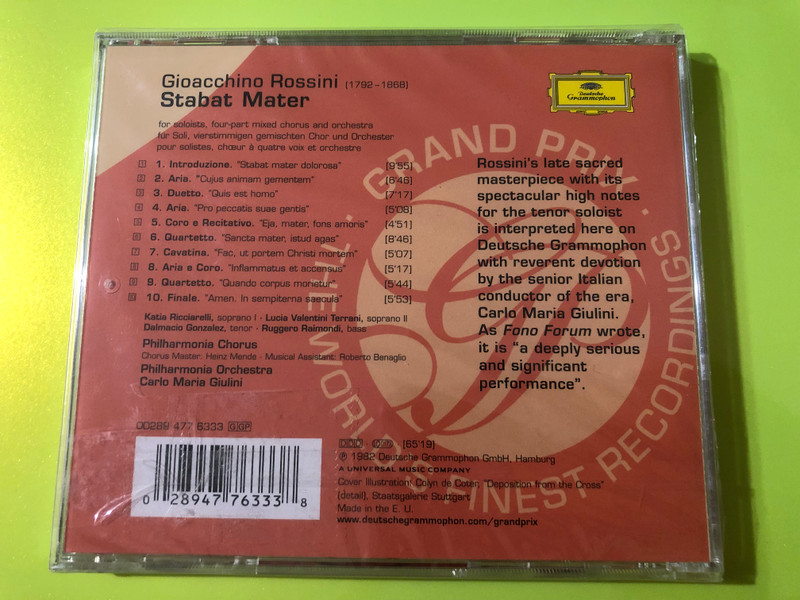 Gioacchino Rossini (1792–1868)
Stabat Mater
Deutsche
Grammophon
for soloists, four-part mixed chorus and orchestra
für Soli, vierstimmigen gemischten Chor und Orchester
pour solistes, chœur à quatre voix et orchestre
1 1. Introduzione. "Stabat mater dolorosa" [9'55]
2 2. Aria. "Cujus animam gementem" [6'46]
3 3. Duetto. "Quis est homo" [7'17]
4 4. Aria. "Pro peccatis suae gentis" [5'08]
5 5. Coro e Recitativo. "Eja, mater, fons amoris" [4'51]
6 6. Quartetto. "Sancta mater, istud agas" [8'46]
7 7. Cavatina. "Fac, ut portem Christi mortem" [5'07]
8 8. Aria e Coro. "Inflammatus et accensus" [5'17]
9 9. Quartetto. "Quando corpus morietur" [5'44]
10 10. Finale. "Amen. In sempiterna saecula" [5'53]
Katia Ricciarelli, soprano I · Lucia Valentini Terrani, soprano II
Dalmacio Gonzalez, tenor · Ruggero Raimondi, bass
Philharmonia Chorus
Chorus Master: Heinz Mende · Musical Assistant: Roberto Benaglio
Philharmonia Orchestra
Carlo Maria Giulini
Rossini's late sacred
masterpiece with its
spectacular high notes
for the tenor soloist
is interpreted here on
Deutsche Grammophon
with reverent devotion
by the senior Italian
conductor of the era,
Carlo Maria Giulini.
As Fono Forum wrote,
it is "a deeply serious
and significant
performance".
GRAND PRIX · THE WORLD'S FINEST RECORDINGS ·
00289 477 6333 GGP
0 28947 76333 8
DDD [65'19]
℗ 1982 Deutsche Grammophon GmbH, Hamburg
A UNIVERSAL MUSIC COMPANY
Cover Illustration: Colyn de Coter, "Deposition from the Cross"
(detail), Staatsgalerie Stuttgart
Made in the E. U.
www.deutschegrammophon.com/grandprix